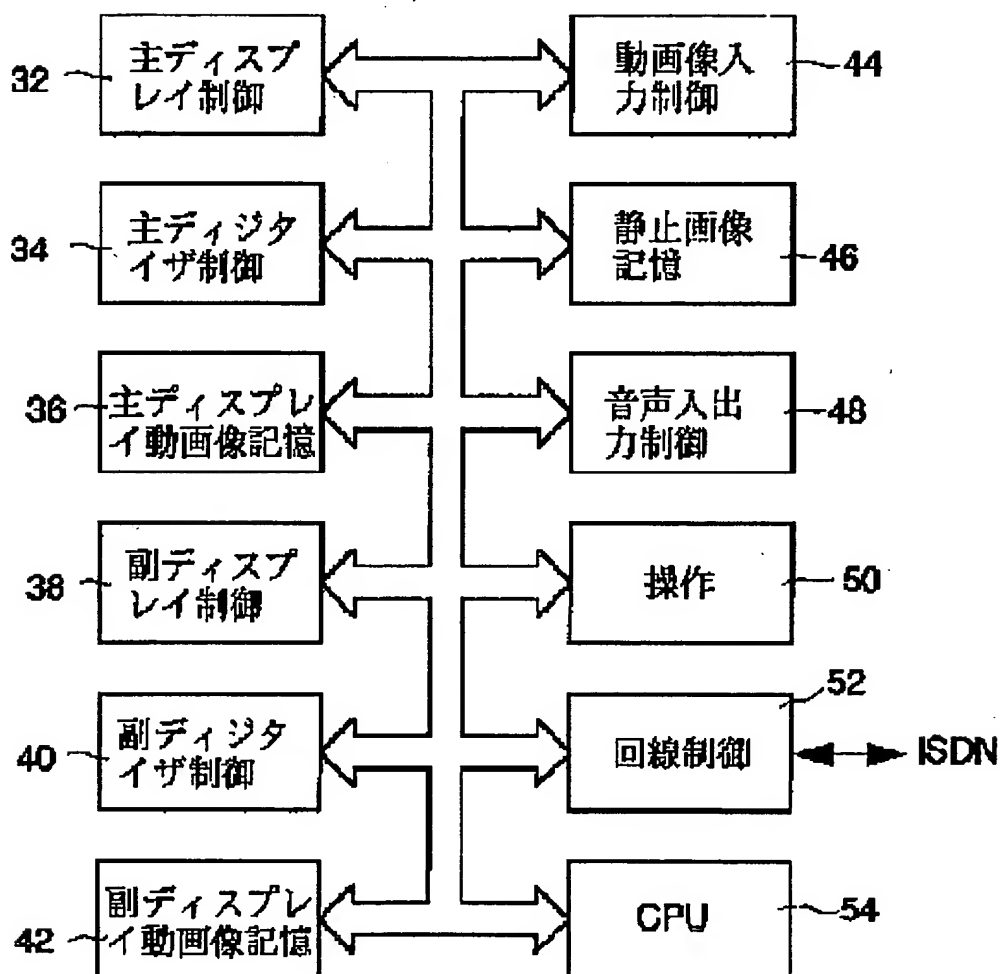 32
主ディスプ
レイ制御
動画像入
力制御
44
34
主ディジタ
イザ制御
静止画像
記憶
46
36
主ディスプレ
イ動画像記憶
音声入出
力制御
48
38
副ディスプ
レイ制御
操作
50
40
副ディジタ
イザ制御
52
回線制御
ISDN
42
副ディスプレ
イ動画像記憶
CPU
54